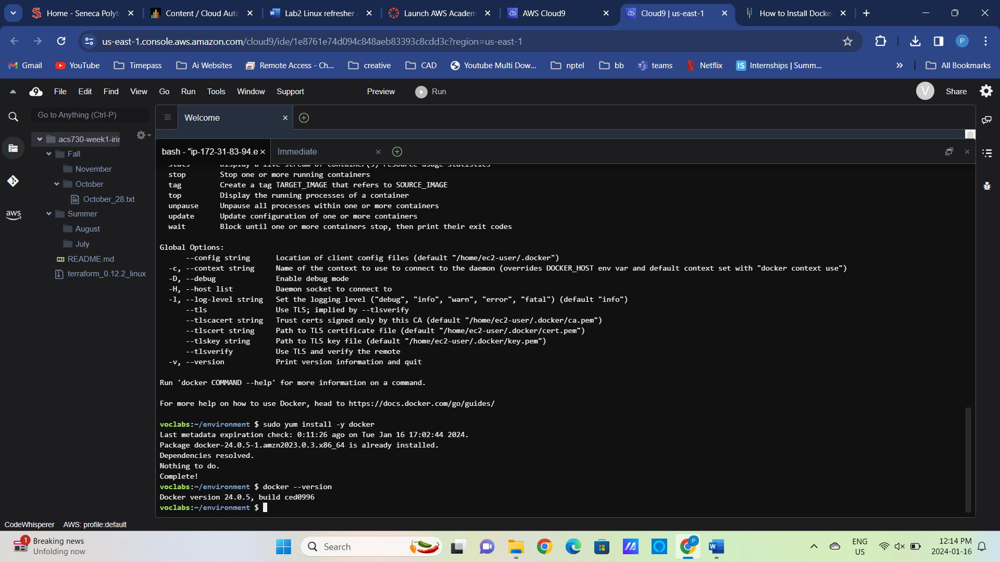 Home - Seneca Polyt
Content / Cloud Auto
Lab2 Linux refresher a
Launch AWS Academ
AWS Cloud9
Cloud9 | us-east-1
How to Install Docke
us-east-1.console.aws.amazon.com/cloud9/ide/1e8761e74d094c848aeb83393c8cdd3c?region=us-east-1
P
Gmail
YouTube
Timepass
Ai Websites
Remote Access - Ch...
creative
CAD
Youtube Multi Dow...
nptel
bb
teams
Netflix
IS
Internships | Summ...
All Bookmarks
9
File
Edit
Find
View
Go
Run
Tools
Window
Support
Preview
Run
V
Share
Go to Anything (Ctrl-P)
Welcome
acs730-week1-irir
Fall
November
October
October_28.txt
Summer
August
July
README.md
terraform_0.12.2_linux
aws
bash - "ip-172-31-83-94.e
Immediate
stats Display a live stream of container(s) resource usage statistics
stop Stop one or more running containers
tag Create a tag TARGET_IMAGE that refers to SOURCE_IMAGE
top Display the running processes of a container
unpause Unpause all processes within one or more containers
update Update configuration of one or more containers
wait Block until one or more containers stop, then print their exit codes
Global Options:
--config string Location of client config files (default "/home/ec2-user/.docker")
-c, --context string Name of the context to use to connect to the daemon (overrides DOCKER_HOST env var and default context set with "docker context use")
-D, --debug Enable debug mode
-H, --host list Daemon socket to connect to
-l, --log-level string Set the logging level ("debug", "info", "warn", "error", "fatal") (default "info")
--tls Use TLS; implied by --tlsverify
--tlscacert string Trust certs signed only by this CA (default "/home/ec2-user/.docker/ca.pem")
--tlscert string Path to TLS certificate file (default "/home/ec2-user/.docker/cert.pem")
--tlskey string Path to TLS key file (default "/home/ec2-user/.docker/key.pem")
--tlsverify Use TLS and verify the remote
-v, --version Print version information and quit
Run 'docker COMMAND --help' for more information on a command.
For more help on how to use Docker, head to https://docs.docker.com/go/guides/
voclabs:~/environment $ sudo yum install -y docker
Last metadata expiration check: 0:11:26 ago on Tue Jan 16 17:02:44 2024.
Package docker-24.0.5-1.amzn2023.0.3.x86_64 is already installed.
Dependencies resolved.
Nothing to do.
Complete!
voclabs:~/environment $ docker --version
Docker version 24.0.5, build ced0996
voclabs:~/environment $
CodeWhisperer
AWS: profile:default
1
Breaking news
Unfolding now
Search
P
ENG
US
12:14 PM
2024-01-16